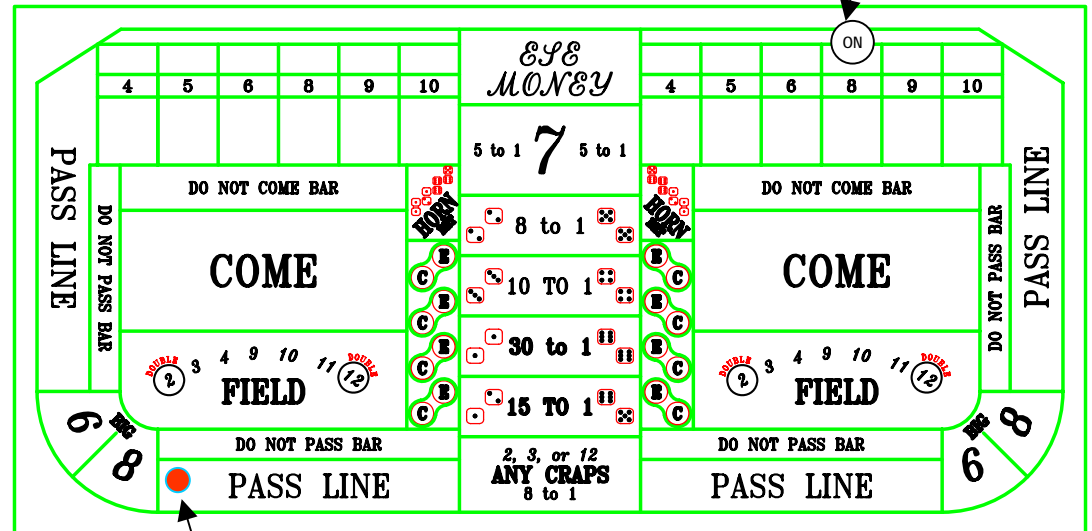 ON
EYE
MONEY
4 5 6 8 9 10
4 5 6 8 9 10
5 to 1 7 5 to 1
PASS LINE
DO NOT PASS BAR
DO NOT COME BAR
COME
HORN
BET
8 to 1
10 TO 1
30 to 1
15 TO 1
E
C
E
C
E
C
E
C
DOUBLE
2 3 4 9 10 11 12
DOUBLE
FIELD
6
BIG
8
DO NOT PASS BAR
PASS LINE
2, 3, or 12
ANY CRAPS
8 to 1
HORN
BET
E
C
E
C
E
C
E
C
DO NOT COME BAR
COME
DOUBLE
2 3 4 9 10 11 12
DOUBLE
FIELD
DO NOT PASS BAR
PASS LINE
DO NOT PASS BAR
PASS LINE
BIG
8
6